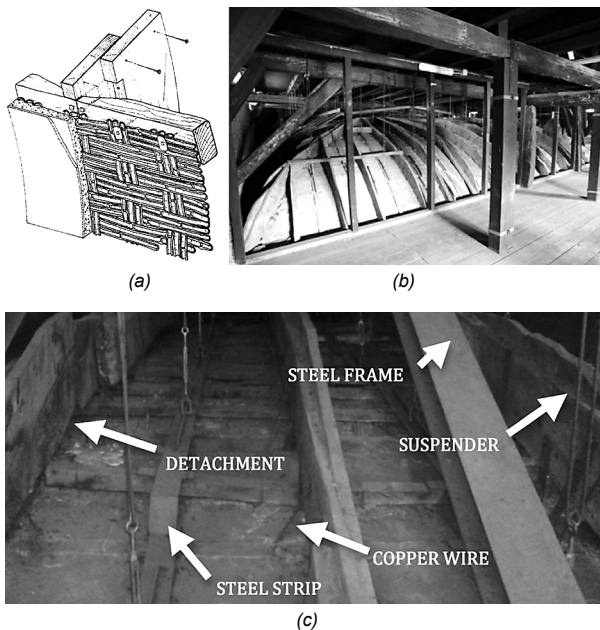 (a)
(b)
STEEL FRAME
SUSPENDER
DETACHMENT
COPPER WIRE
STEEL STRIP
(c)